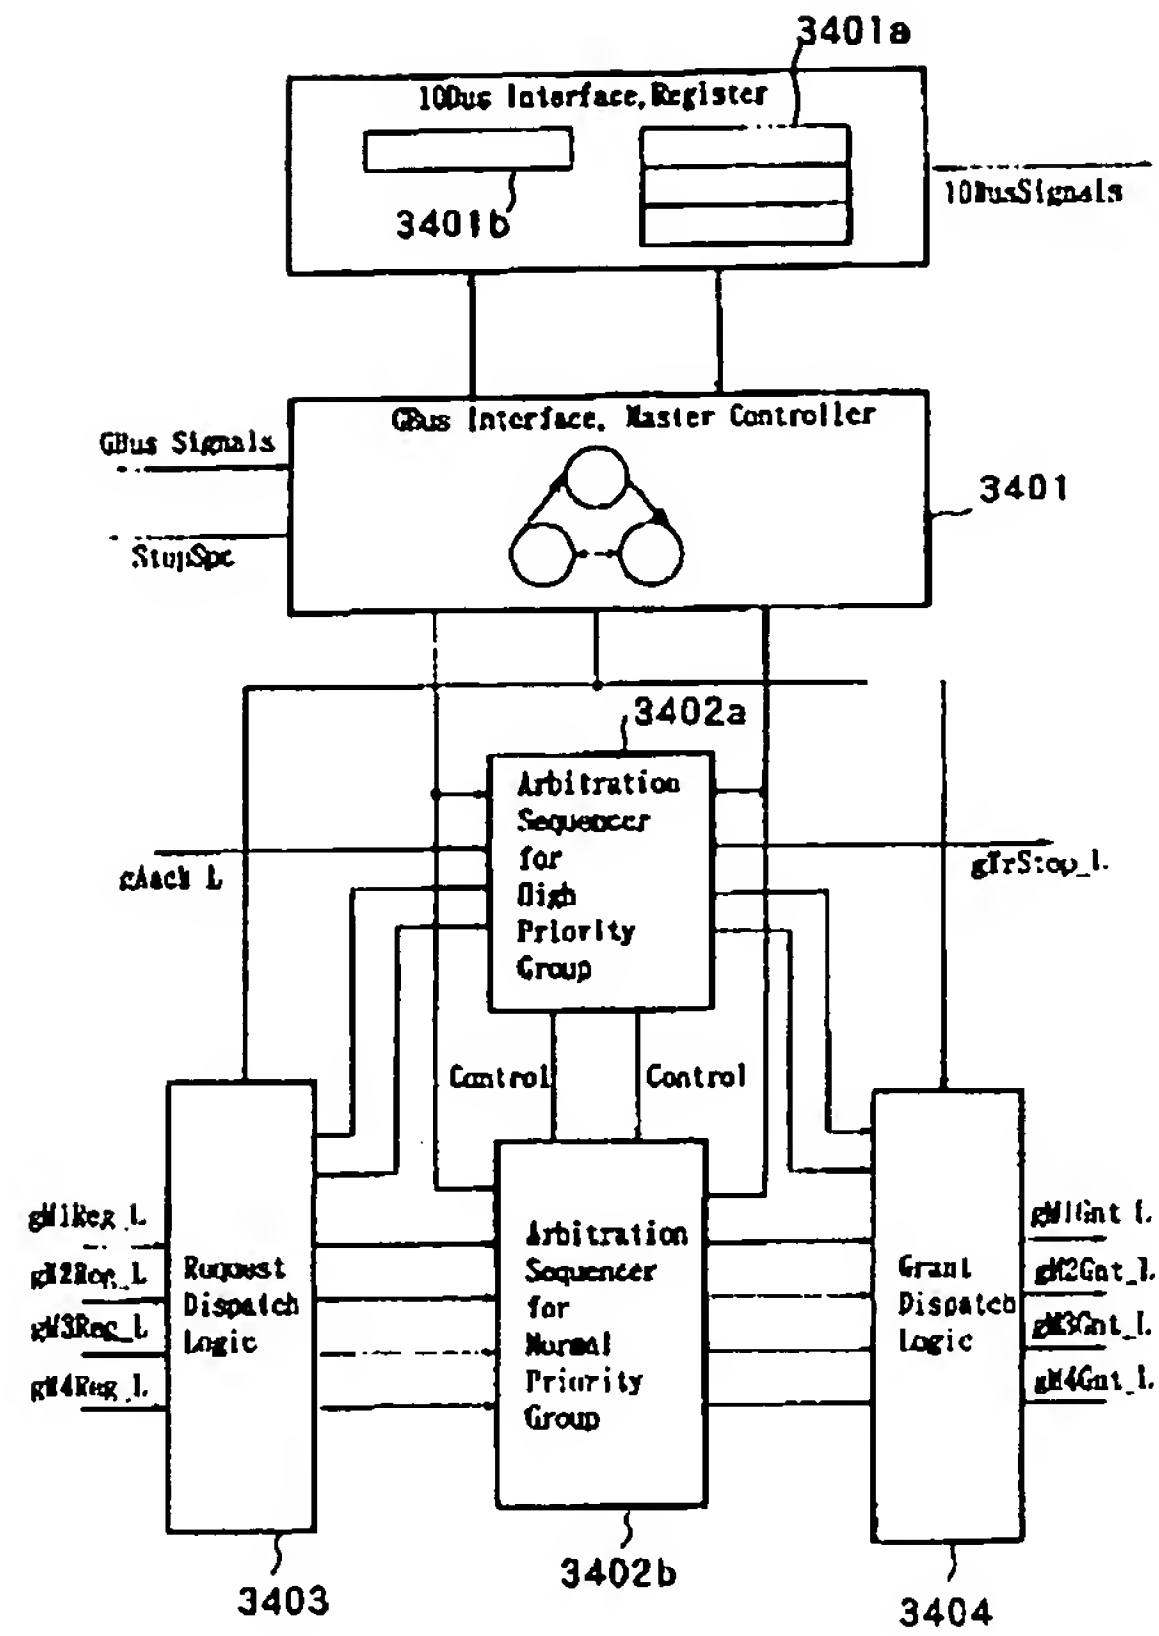 3401a
10Bus Interface, Register
3401b
10BusSignals
GBus Interface, Master Controller
GBus Signals
3401
StopSpc
3402a
Arbitration
Sequencer
for
High
Priority
Group
gAack_L
gTrStop_L
Control
Control
gM1Req_L
gM2Req_L
gM3Req_L
gM4Req_L
Request
Dispatch
Logic
Arbitration
Sequencer
for
Normal
Priority
Group
Grant
Dispatch
Logic
gM1Gnt_L
gM2Gnt_L
gM3Gnt_L
gM4Gnt_L
3403
3402b
3404